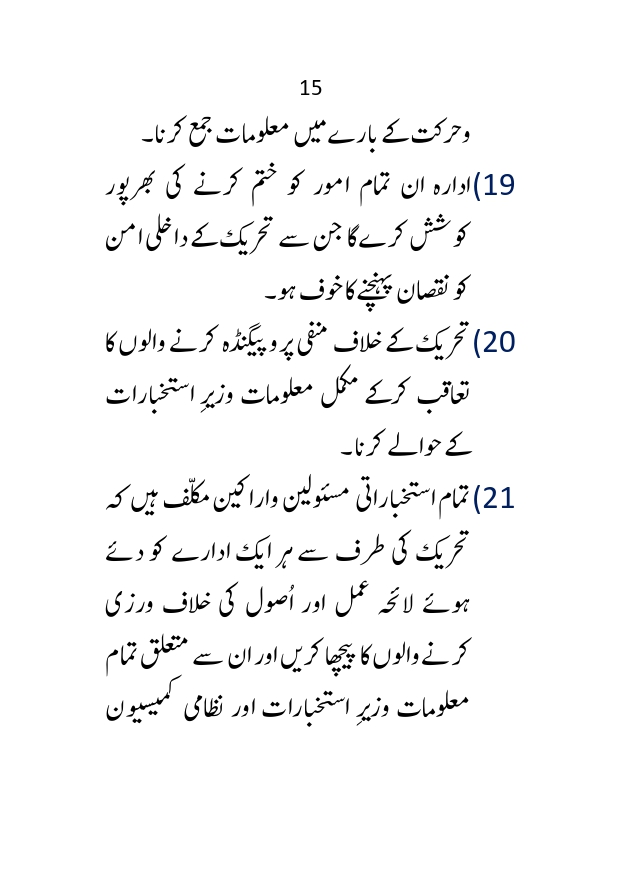 15
وحرکت کے بارے میں معلومات جمع کرنا۔
19) ادارہ ان تمام امور کو ختم کرنے کی بھرپور
کوشش کرے گا جن سے تحریک کے داخلی امن
کو نقصان پہنچنے کا خوف ہو۔
20) تحریک کے خلاف منفی پروپیگنڈہ کرنے والوں کا
تعاقب کرکے مکمل معلومات وزیرِ استخبارات
کے حوالے کرنا۔
21) تمام استخباراتی مسئولین واراکین مکلّف ہیں کہ
تحریک کی طرف سے ہر ایک ادارے کو دئے
ہوئے لائحہ عمل اور اُصول کی خلاف ورزی
کرنے والوں کا پیچھا کریں اور ان سے متعلق تمام
معلومات وزیرِ استخبارات اور نظامی کمیسیون